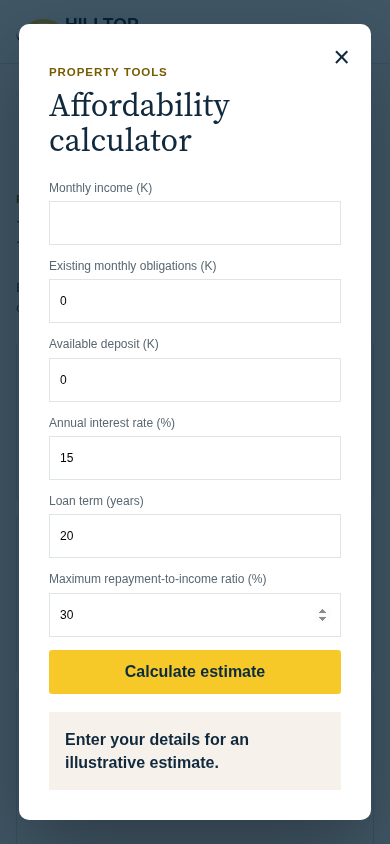 HILLTOP
PROPERTY TOOLS
Affordability
calculator
Monthly income (K)
Existing monthly obligations (K)
0
Available deposit (K)
0
Annual interest rate (%)
15
Loan term (years)
20
Maximum repayment-to-income ratio (%)
30
Calculate estimate
Enter your details for an
illustrative estimate.